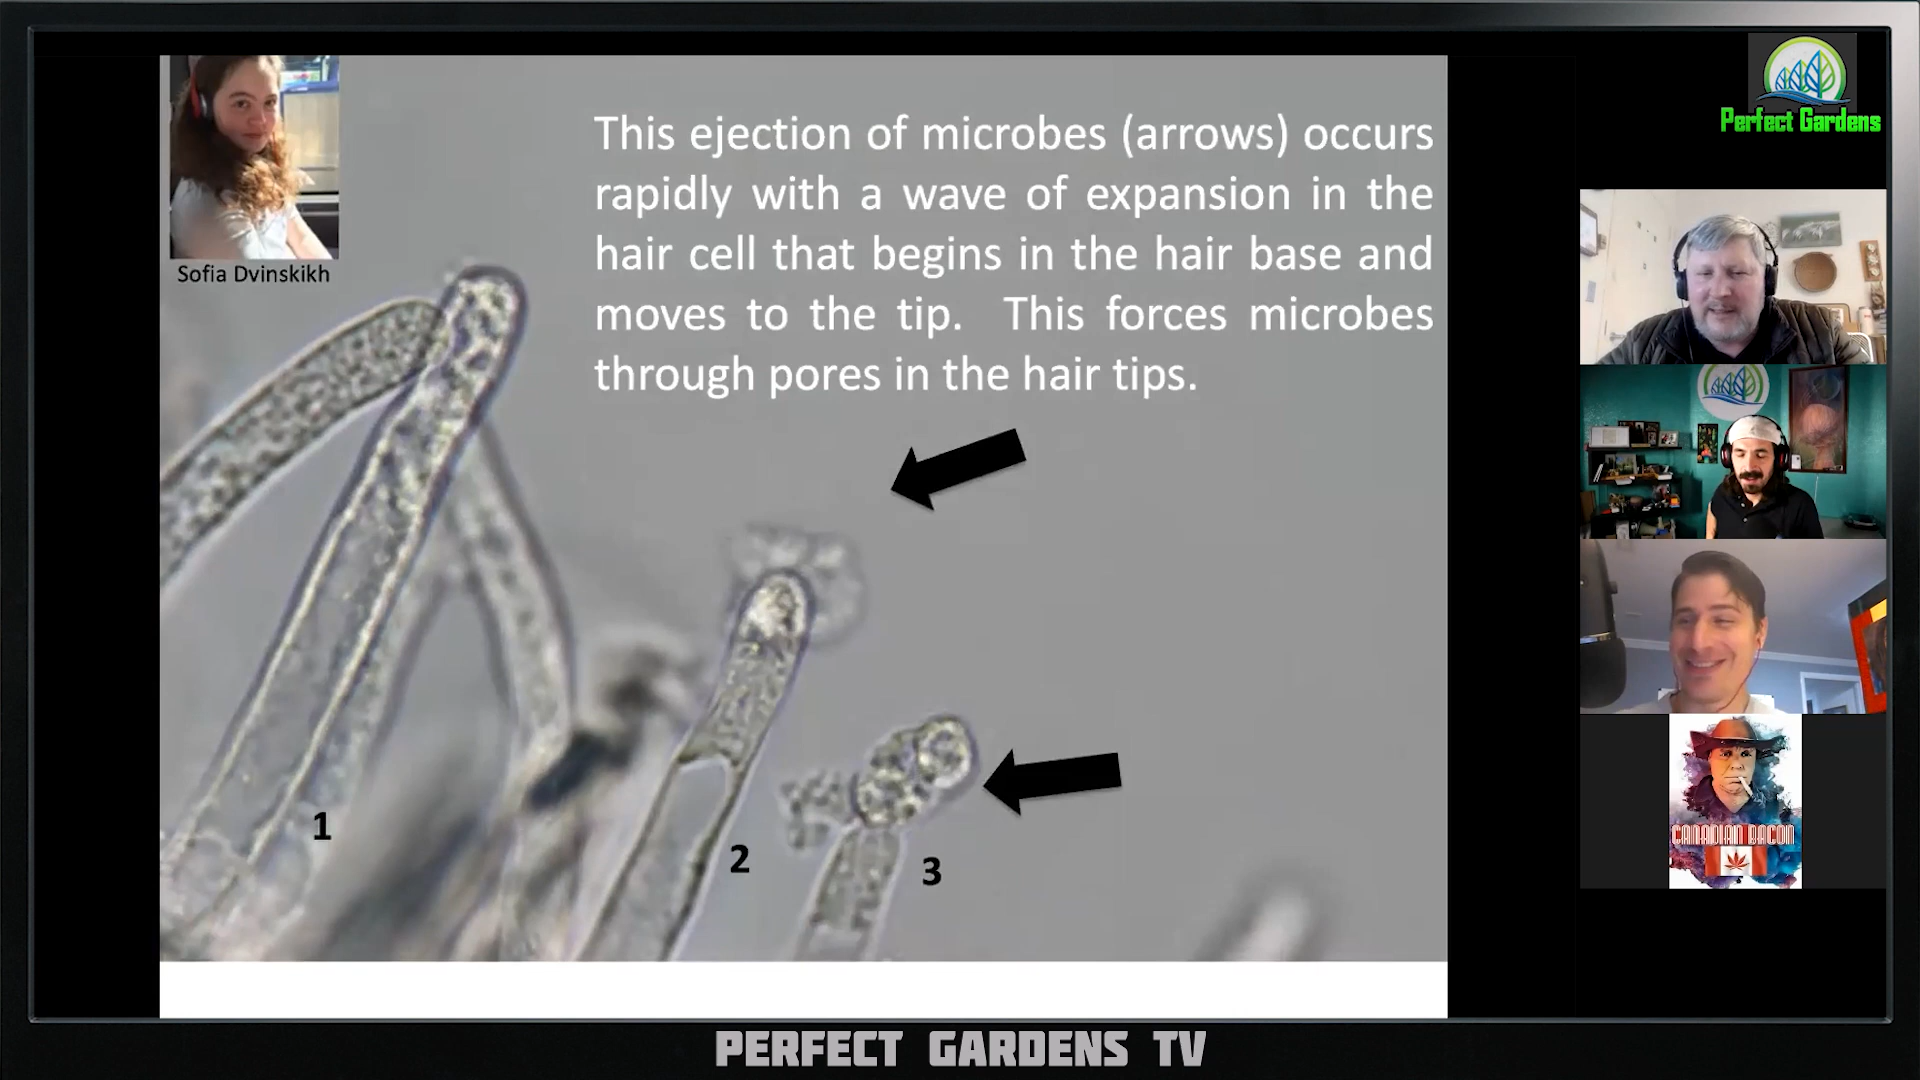 Perfect Gardens
This ejection of microbes (arrows) occurs
rapidly with a wave of expansion in the
hair cell that begins in the hair base and
moves to the tip. This forces microbes
through pores in the hair tips.
Sofia Dvinskikh
1
2
3
CANADIAN BACON
PERFECT GARDENS TV